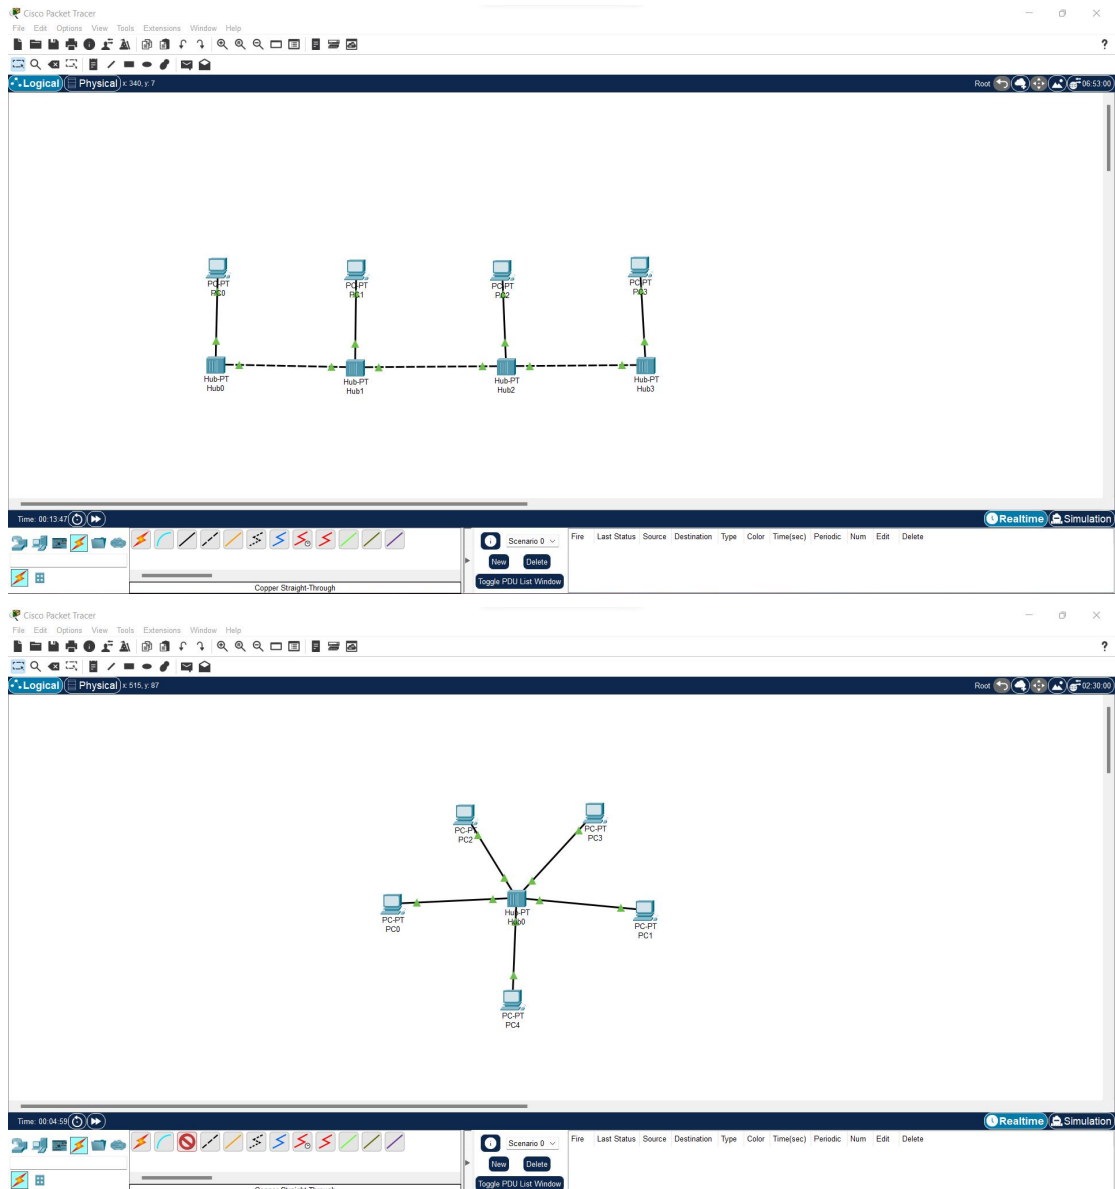 Cisco Packet Tracer
File Edit Options View Tools Extensions Window Help
?
Logical Physical x: 340, y: 7 Root 06:53:00
PC-PT
PC0
PC-PT
PC1
PC-PT
PC2
PC-PT
PC3
Hub-PT
Hub0
Hub-PT
Hub1
Hub-PT
Hub2
Hub-PT
Hub3
Time: 00:13:47 Realtime Simulation
Scenario 0 Fire Last Status Source Destination Type Color Time(sec) Periodic Num Edit Delete
New Delete
Toggle PDU List Window
Copper Straight-Through
Cisco Packet Tracer
File Edit Options View Tools Extensions Window Help
?
Logical Physical x: 515, y: 87 Root 02:30:00
PC-PT
PC2
PC-PT
PC3
PC-PT
PC0
Hub-PT
Hub0
PC-PT
PC1
PC-PT
PC4
Time: 00:04:59 Realtime Simulation
Scenario 0 Fire Last Status Source Destination Type Color Time(sec) Periodic Num Edit Delete
New Delete
Toggle PDU List Window
Copper Straight-Through